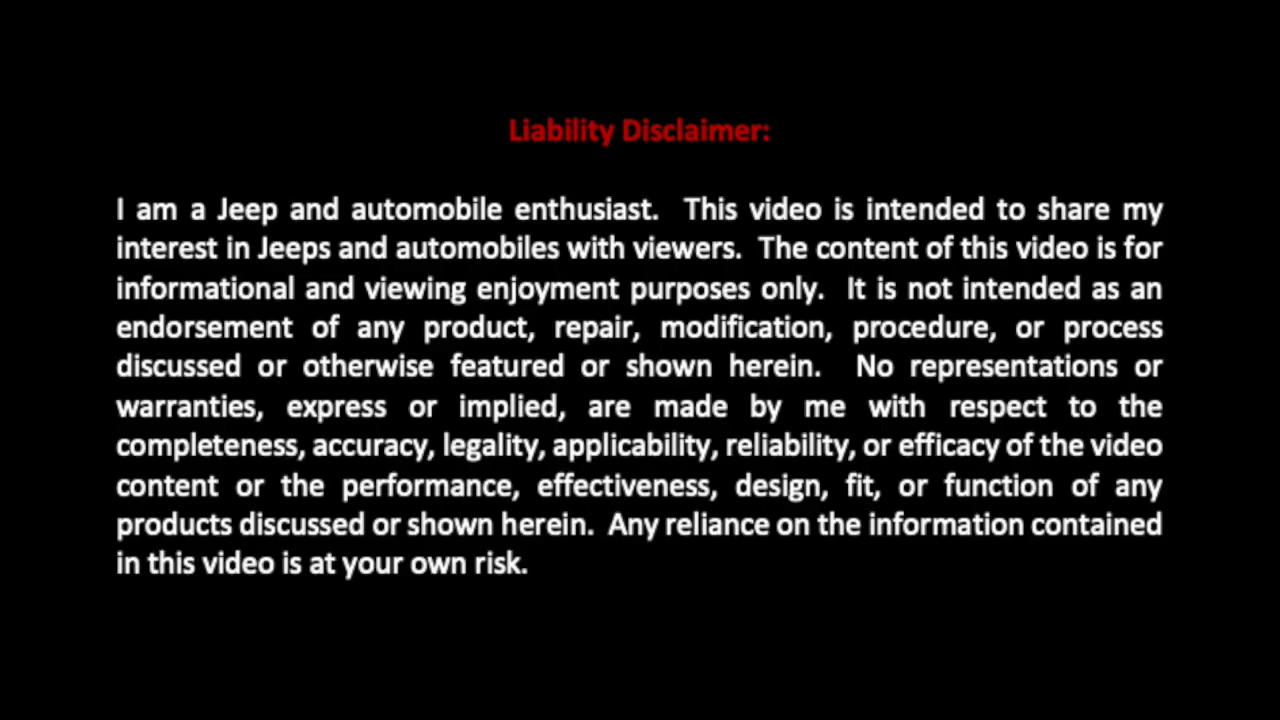 Liability Disclaimer:
I am a Jeep and automobile enthusiast. This video is intended to share my
interest in Jeeps and automobiles with viewers. The content of this video is for
informational and viewing enjoyment purposes only. It is not intended as an
endorsement of any product, repair, modification, procedure, or process
discussed or otherwise featured or shown herein. No representations or
warranties, express or implied, are made by me with respect to the
completeness, accuracy, legality, applicability, reliability, or efficacy of the video
content or the performance, effectiveness, design, fit, or function of any
products discussed or shown herein. Any reliance on the information contained
in this video is at your own risk.